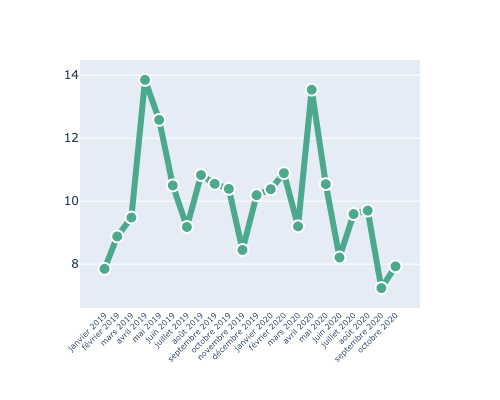 14
12
10
8
janvier 2019
février 2019
mars 2019
avril 2019
mai 2019
juin 2019
juillet 2019
août 2019
septembre 2019
octobre 2019
novembre 2019
décembre 2019
janvier 2020
février 2020
mars 2020
avril 2020
mai 2020
juin 2020
juillet 2020
août 2020
septembre 2020
octobre 2020